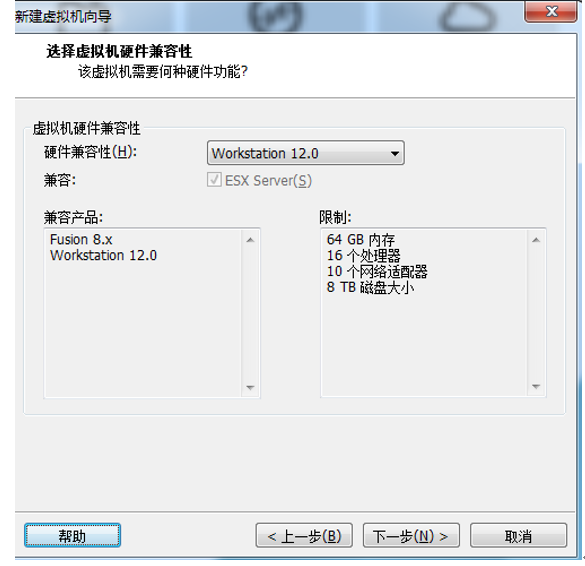 新建虚拟机向导
选择虚拟机硬件兼容性
该虚拟机需要何种硬件功能?
虚拟机硬件兼容性
硬件兼容性(H):
Workstation 12.0
兼容:
ESX Server(S)
兼容产品:
Fusion 8.x
Workstation 12.0
限制:
64 GB 内存
16 个处理器
10 个网络适配器
8 TB 磁盘大小
帮助
< 上一步(B)
下一步(N) >
取消